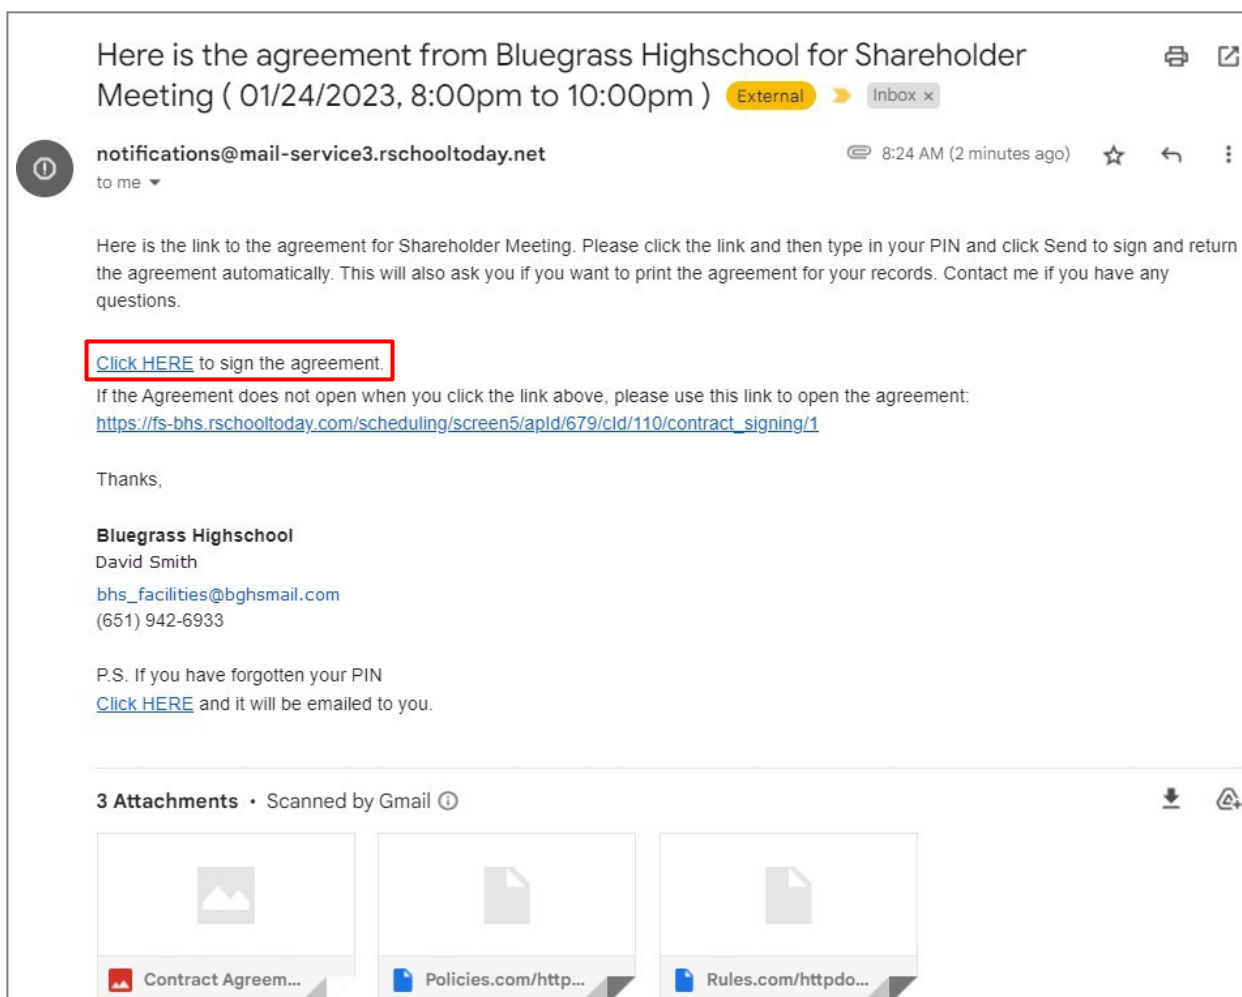 Here is the agreement from Bluegrass Highschool for Shareholder
Meeting ( 01/24/2023, 8:00pm to 10:00pm ) External Inbox ×
notifications@mail-service3.rschooltoday.net 8:24 AM (2 minutes ago)
to me
Here is the link to the agreement for Shareholder Meeting. Please click the link and then type in your PIN and click Send to sign and return
the agreement automatically. This will also ask you if you want to print the agreement for your records. Contact me if you have any
questions.
Click HERE to sign the agreement.
If the Agreement does not open when you click the link above, please use this link to open the agreement:
https://fs-bhs.rschooltoday.com/scheduling/screen5/apId/679/cId/110/contract_signing/1
Thanks,
Bluegrass Highschool
David Smith
bhs_facilities@bghsmail.com
(651) 942-6933
P.S. If you have forgotten your PIN
Click HERE and it will be emailed to you.
3 Attachments • Scanned by Gmail
Contract Agreem... Policies.com/http... Rules.com/httpdo...